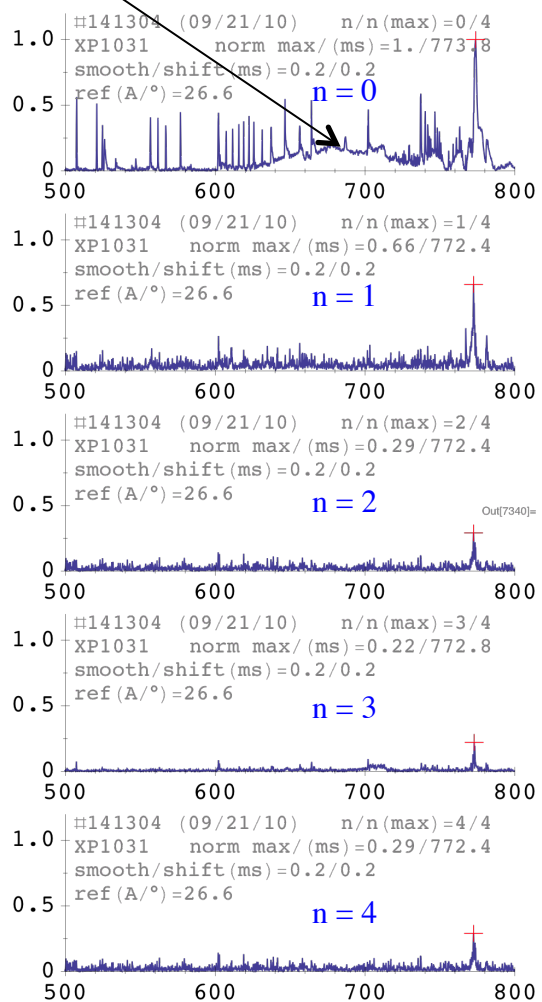 ⌗141304 (09/21/10) n/n(max)=0/4
1.0
XP1031 norm max/(ms)=1./773.8
smooth/shift(ms)=0.2/0.2
ref(A/°)=26.6
n = 0
0.5
0
500 600 700 800
⌗141304 (09/21/10) n/n(max)=1/4
1.0
XP1031 norm max/(ms)=0.66/772.4
smooth/shift(ms)=0.2/0.2
ref(A/°)=26.6
n = 1
0.5
0
500 600 700 800
⌗141304 (09/21/10) n/n(max)=2/4
1.0
XP1031 norm max/(ms)=0.29/772.4
smooth/shift(ms)=0.2/0.2
ref(A/°)=26.6
n = 2
0.5
Out[7340]=
0
500 600 700 800
⌗141304 (09/21/10) n/n(max)=3/4
1.0
XP1031 norm max/(ms)=0.22/772.8
smooth/shift(ms)=0.2/0.2
ref(A/°)=26.6
n = 3
0.5
0
500 600 700 800
⌗141304 (09/21/10) n/n(max)=4/4
1.0
XP1031 norm max/(ms)=0.29/772.4
smooth/shift(ms)=0.2/0.2
ref(A/°)=26.6
n = 4
0.5
0
500 600 700 800